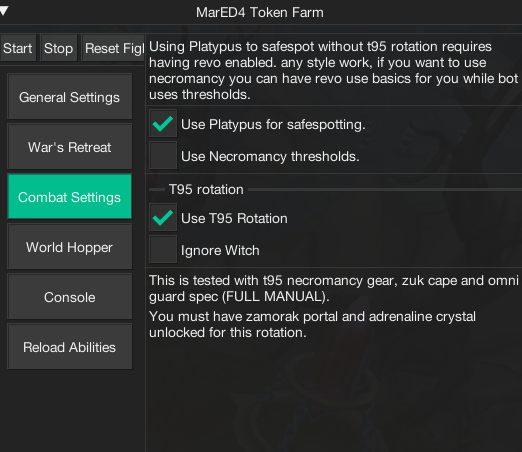 MarED4 Token Farm
Start
Stop
Reset Figl
General Settings
War's Retreat
Combat Settings
World Hopper
Console
Reload Abilities
Using Platypus to safespot without t95 rotation requires
having revo enabled. any style work, if you want to use
necromancy you can have revo use basics for you while bot
uses thresholds.
Use Platypus for safespotting.
Use Necromancy thresholds.
T95 rotation
Use T95 Rotation
Ignore Witch
This is tested with t95 necromancy gear, zuk cape and omni
guard spec (FULL MANUAL).
You must have zamorak portal and adrenaline crystal
unlocked for this rotation.